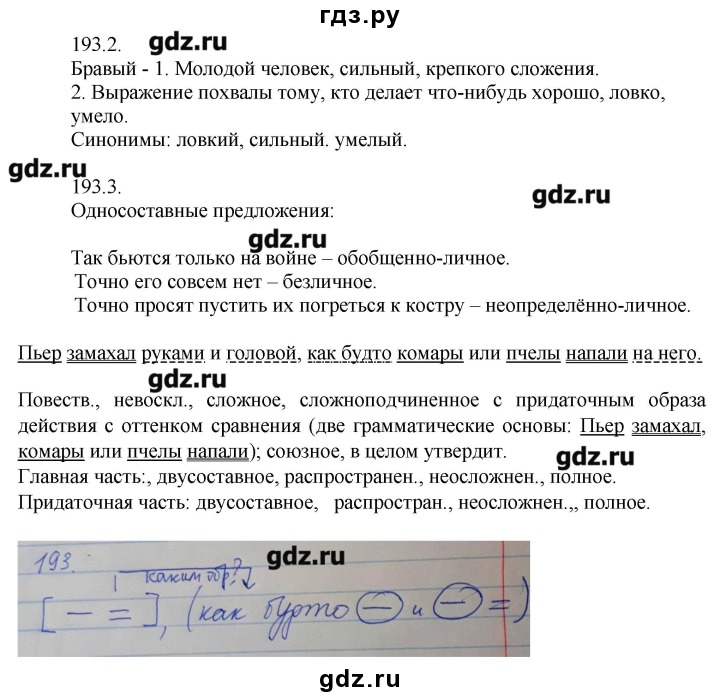 гдз.ру
193.2.
gdz.ru
Бравый - 1. Молодой человек, сильный, крепкого сложения.
2. Выражение похвалы тому, кто делает что-нибудь хорошо, ловко,
умело.
Синонимы: ловкий, сильный. умелый.
gdz.ru
193.3.
gdz.ru
Односоставные предложения:
gdz.ru
Так бьются только на войне – обобщенно-личное.
Точно его совсем нет – безличное.
Точно просят пустить их погреться к костру – неопределённо-личное.
Пьер замахал руками и головой, как будто комары или пчелы напали на него.
gdz.ru
Повеств., невоскл., сложное, сложноподчиненное с придаточным образа
действия с оттенком сравнения (две грамматические основы: Пьер замахал,
комары или пчелы напали); союзное, в целом утвердит.
gdz.ru
Главная часть:, двусоставное, распространен., неосложнен., полное.
Придаточная часть: двусоставное, распростран., неосложнен.,, полное.
193.
gdz.ru
каким обр?
[ — = ], (как будто — и — = )
gdz.ru